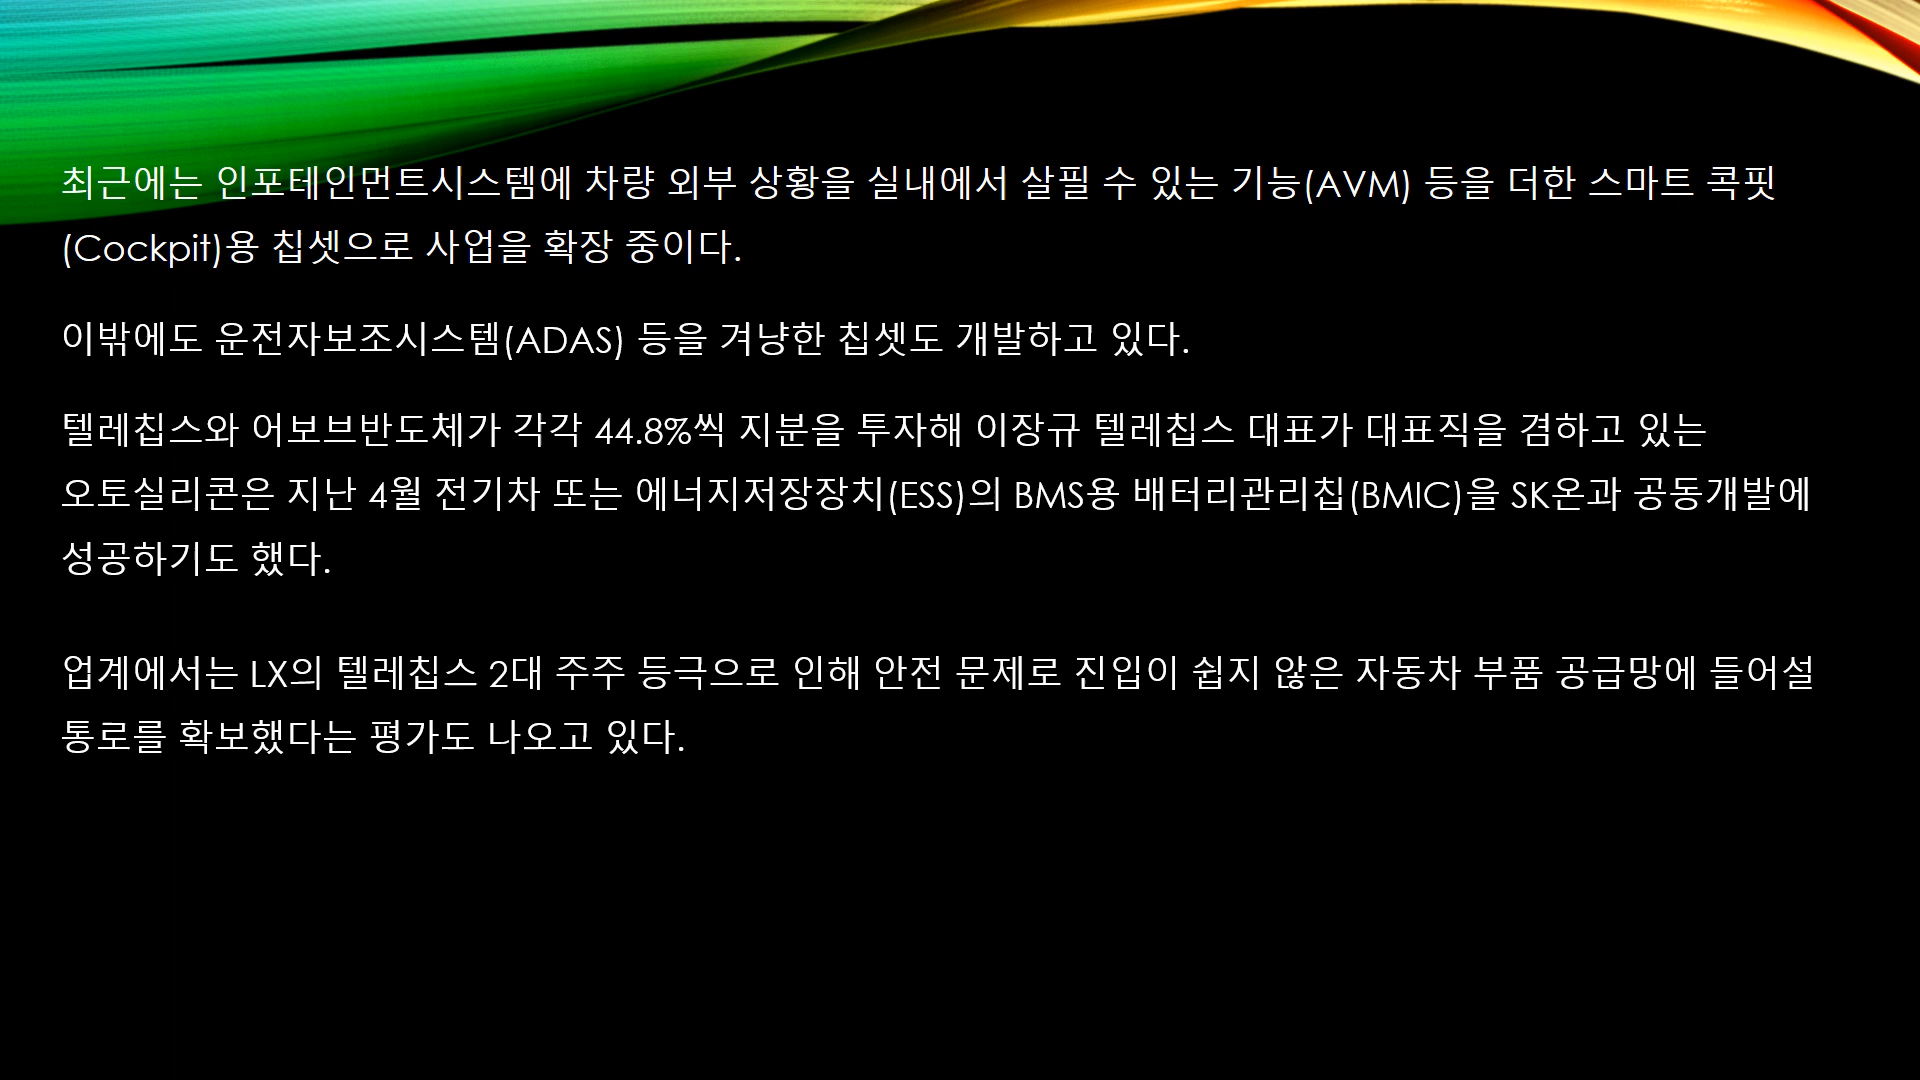 최근에는 인포테인먼트시스템에 차량 외부 상황을 실내에서 살필 수 있는 기능(AVM) 등을 더한 스마트 콕핏
(Cockpit)용 칩셋으로 사업을 확장 중이다.
이밖에도 운전자보조시스템(ADAS) 등을 겨냥한 칩셋도 개발하고 있다.
텔레칩스와 어보브반도체가 각각 44.8%씩 지분을 투자해 이장규 텔레칩스 대표가 대표직을 겸하고 있는
오토실리콘은 지난 4월 전기차 또는 에너지저장장치(ESS)의 BMS용 배터리관리칩(BMIC)을 SK온과 공동개발에
성공하기도 했다.
업계에서는 LX의 텔레칩스 2대 주주 등극으로 인해 안전 문제로 진입이 쉽지 않은 자동차 부품 공급망에 들어설
통로를 확보했다는 평가도 나오고 있다.